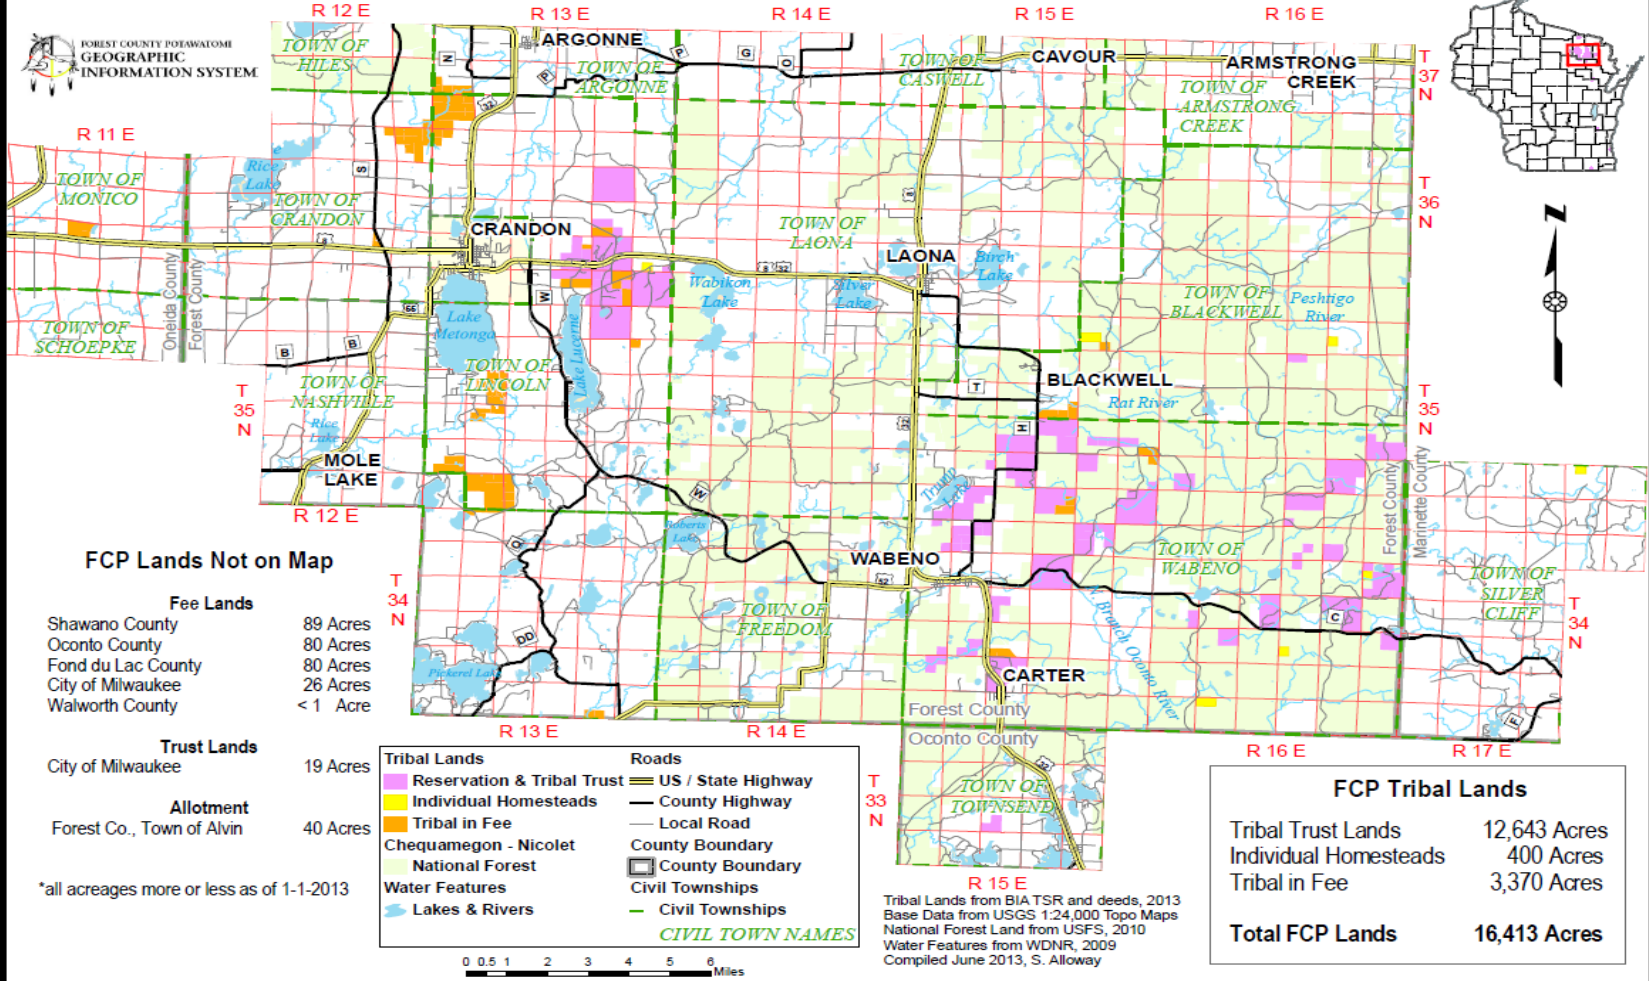 R 12 E
R 13 E
R 14 E
R 15 E
R 16 E
FOREST COUNTY POTAWATOMI
GEOGRAPHIC
INFORMATION SYSTEM
TOWN OF
HILES
N
ARGONNE
P
P
G
O
TOWN OF
ARGONNE
32
TOWN OF
CASWELL
CAVOUR
ARMSTRONG
CREEK
TOWN OF
ARMSTRONG
CREEK
T
37
N
R 11 E
TOWN OF
MONICO
Rice
Lake
S
TOWN OF
CRANDON
8
CRANDON
TOWN OF
LAONA
8
T
36
N
LAONA
Birch
Lake
Wabikon
Lake
8 32
Silver
Lake
TOWN OF
BLACKWELL
Peshtigo
River
Oneida County
Forest County
TOWN OF
SCHOEPKE
B
B
55
Lake
Metonga
W
Lake Lucerne
TOWN OF
LINCOLN
TOWN OF
NASHVILLE
T
35
N
Rice
Lake
MOLE
LAKE
R 12 E
T
BLACKWELL
Rat River
32
H
T
35
N
Trump
Lake
W
Roberts
Lake
Q
WABENO
52
TOWN OF
WABENO
Forest County
Marinette County
TOWN OF
SILVER
CLIFF
T
34
N
T
34
N
TOWN OF
FREEDOM
DD
Pickerel Lake
N. Branch Oconto River
C
F
CARTER
Forest County
Oconto County
R 13 E
R 14 E
R 16 E
R 17 E
32
TOWN OF
TOWNSEND
T
33
N
R 15 E
FCP Lands Not on Map
Fee Lands
Shawano County 89 Acres
Oconto County 80 Acres
Fond du Lac County 80 Acres
City of Milwaukee 26 Acres
Walworth County < 1 Acre
Trust Lands
City of Milwaukee 19 Acres
Allotment
Forest Co., Town of Alvin 40 Acres
*all acreages more or less as of 1-1-2013
Tribal Lands
Reservation & Tribal Trust
Individual Homesteads
Tribal in Fee
Chequamegon - Nicolet
National Forest
Water Features
Lakes & Rivers
Roads
US / State Highway
County Highway
Local Road
County Boundary
County Boundary
Civil Townships
Civil Townships
CIVIL TOWN NAMES
0 0.5 1 2 3 4 5 6
Miles
Tribal Lands from BIA TSR and deeds, 2013
Base Data from USGS 1:24,000 Topo Maps
National Forest Land from USFS, 2010
Water Features from WDNR, 2009
Compiled June 2013, S. Alloway
FCP Tribal Lands
Tribal Trust Lands 12,643 Acres
Individual Homesteads 400 Acres
Tribal in Fee 3,370 Acres
Total FCP Lands 16,413 Acres
N